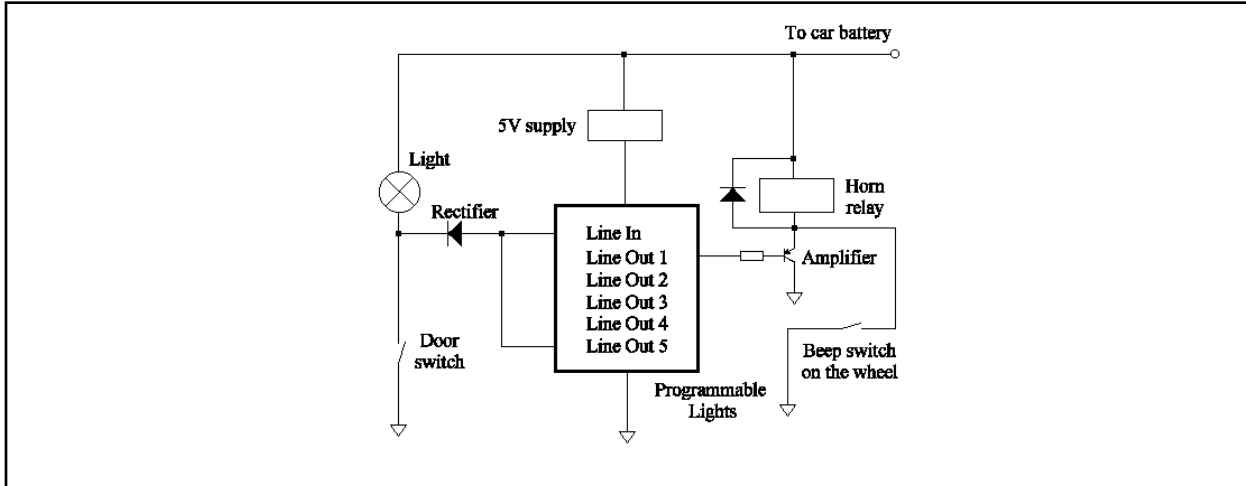 To car battery
5V supply
Light
Horn
relay
Rectifier
Line In
Line Out 1
Line Out 2
Line Out 3
Line Out 4
Line Out 5
Amplifier
Door
switch
Beep switch
on the wheel
Programmable
Lights